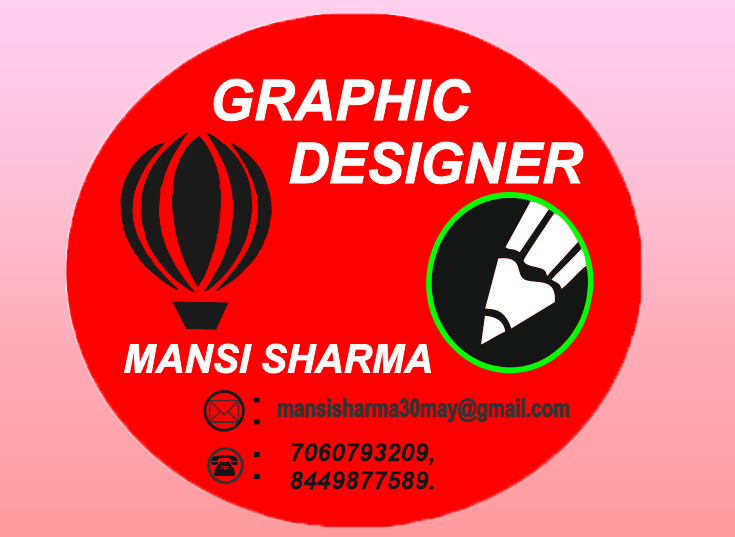 GRAPHIC
DESIGNER
MANSI SHARMA
: mansisharma30may@gmail.com
: 7060793209,
8449877589.